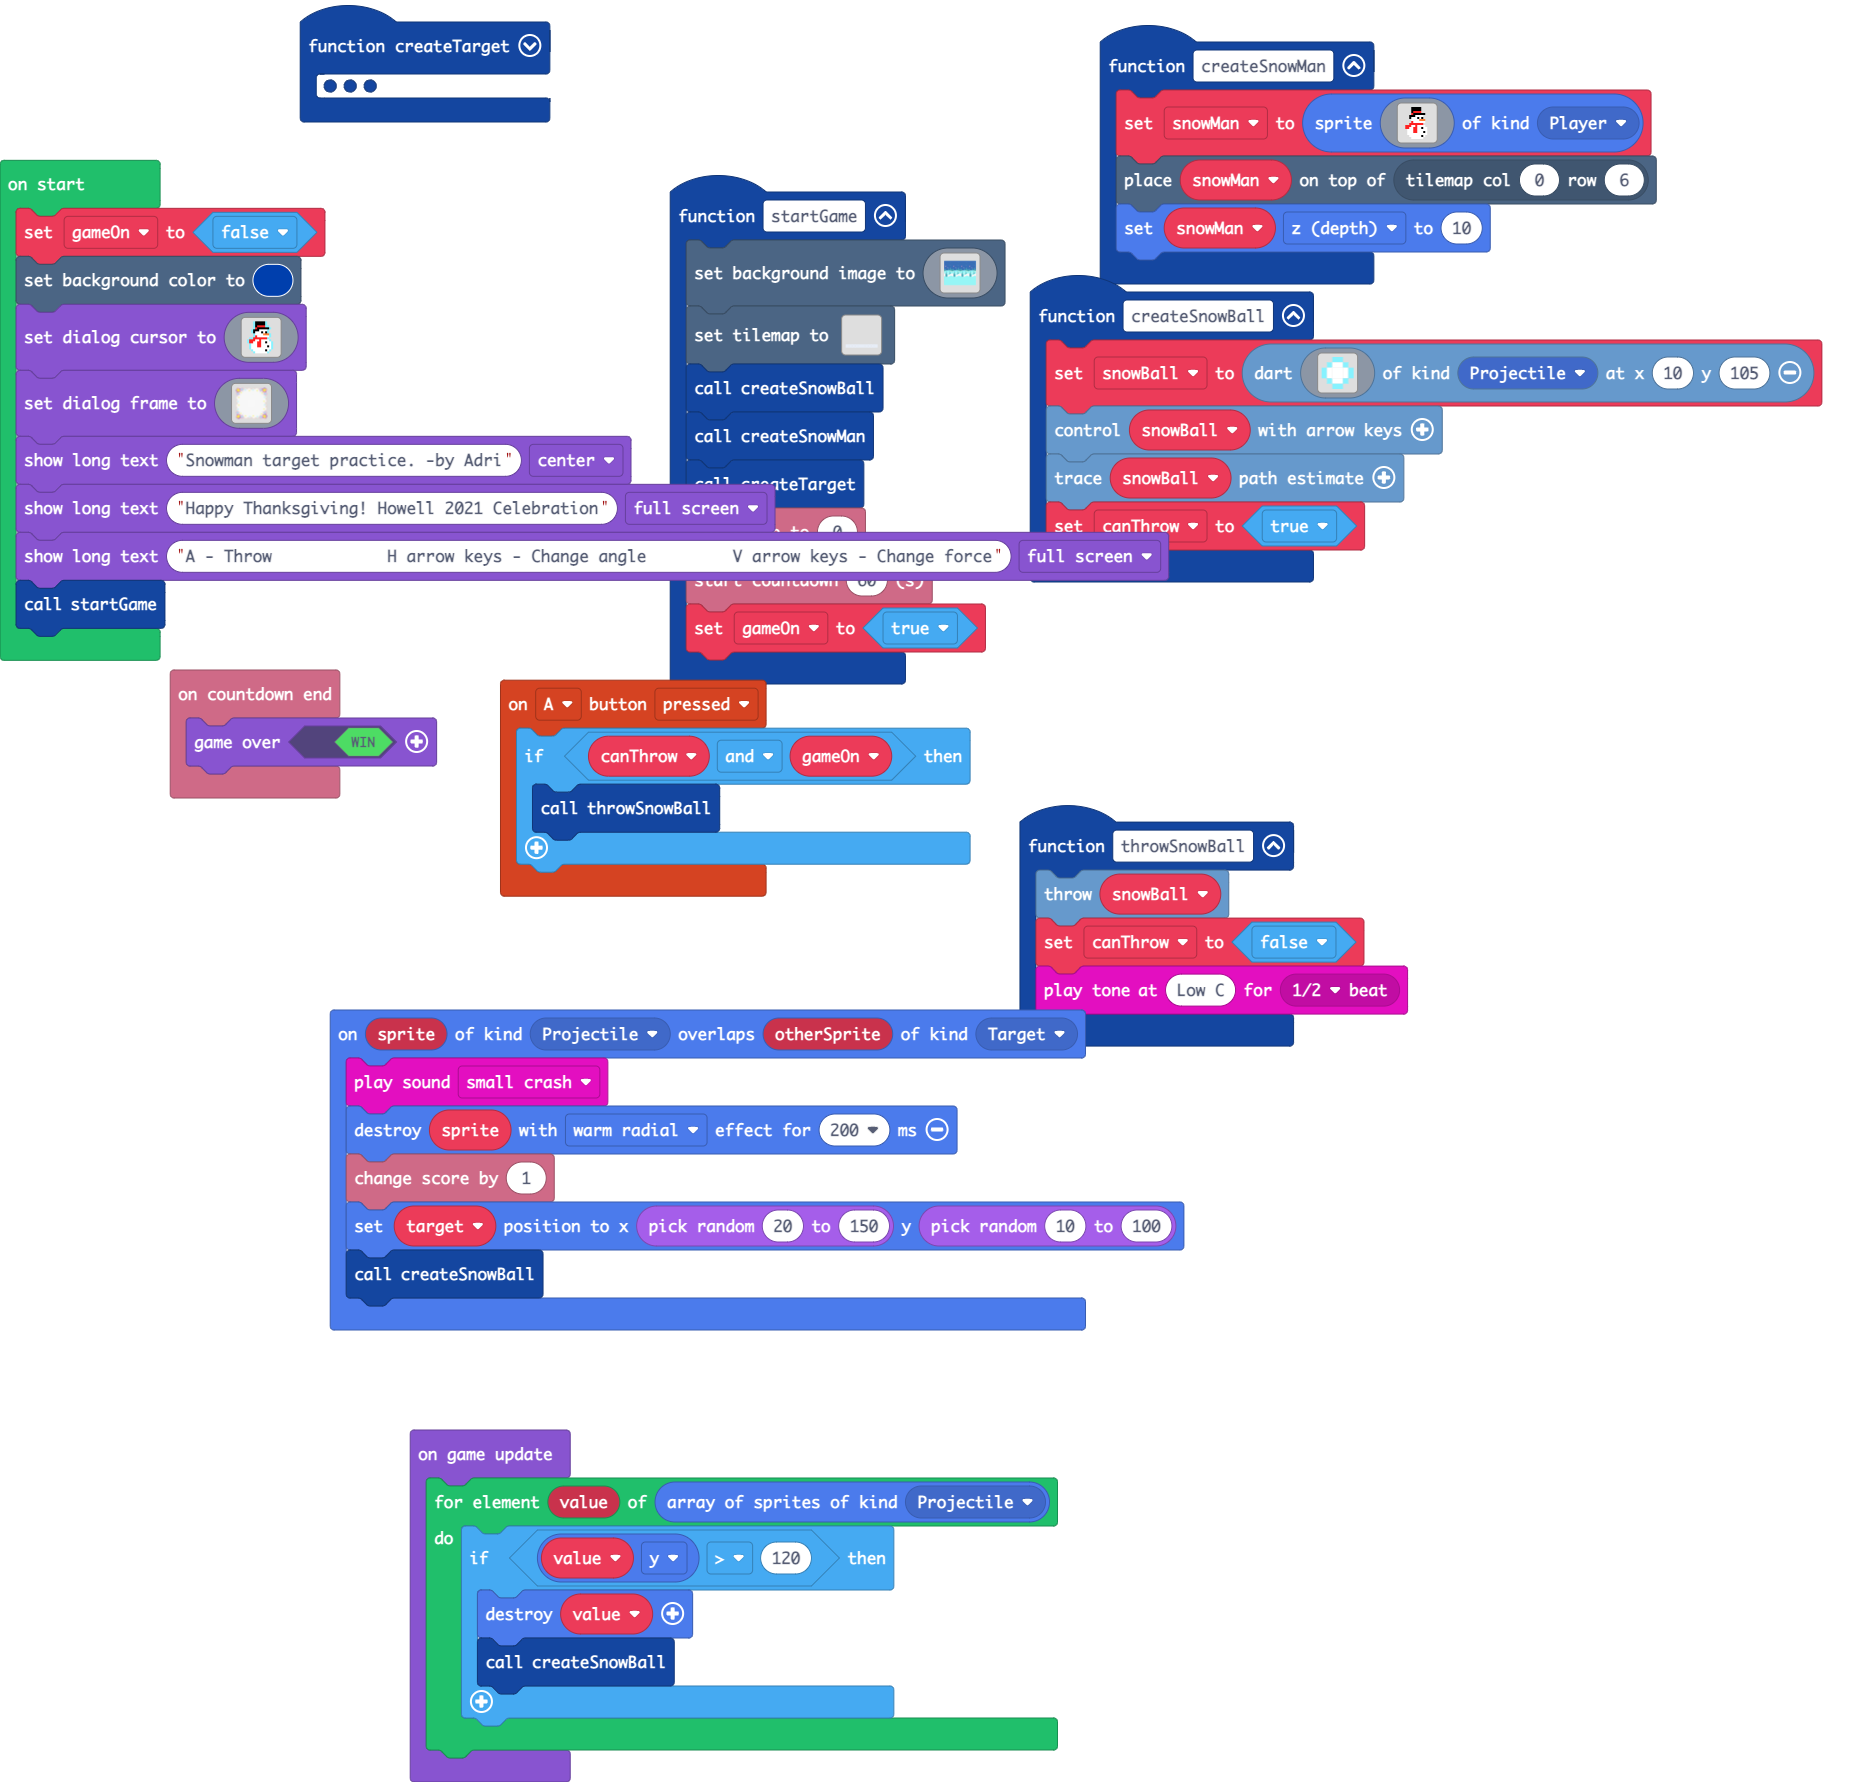 function createTarget
on start
set gameOn to false
set background color to
set dialog cursor to
set dialog frame to
show long text "Snowman target practice. -by Adri" center
show long text "Happy Thanksgiving! Howell 2021 Celebration" full screen
show long text "A - Throw H arrow keys - Change angle V arrow keys - Change force" full screen
call startGame
function startGame
set background image to
set tilemap to
call createSnowBall
call createSnowMan
call createTarget
to 0
start countdown 60 (s)
set gameOn to true
function createSnowMan
set snowMan to sprite of kind Player
place snowMan on top of tilemap col 0 row 6
set snowMan z (depth) to 10
function createSnowBall
set snowBall to dart of kind Projectile at x 10 y 105
control snowBall with arrow keys
trace snowBall path estimate
set canThrow to true
on countdown end
game over WIN
on A button pressed
if canThrow and gameOn then
call throwSnowBall
function throwSnowBall
throw snowBall
set canThrow to false
play tone at Low C for 1/2 beat
on sprite of kind Projectile overlaps otherSprite of kind Target
play sound small crash
destroy sprite with warm radial effect for 200 ms
change score by 1
set target position to x pick random 20 to 150 y pick random 10 to 100
call createSnowBall
on game update
for element value of array of sprites of kind Projectile
do
if value y > 120 then
destroy value
call createSnowBall